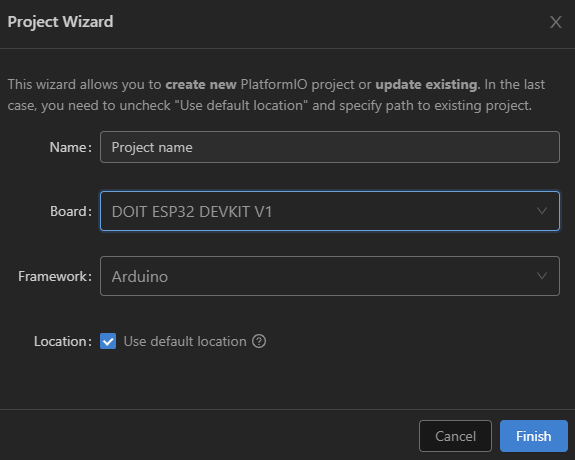 Project Wizard
This wizard allows you to create new PlatformIO project or update existing. In the last
case, you need to uncheck "Use default location" and specify path to existing project.
Name: Project name
Board: DOIT ESP32 DEVKIT V1
Framework: Arduino
Location: Use default location
Cancel Finish